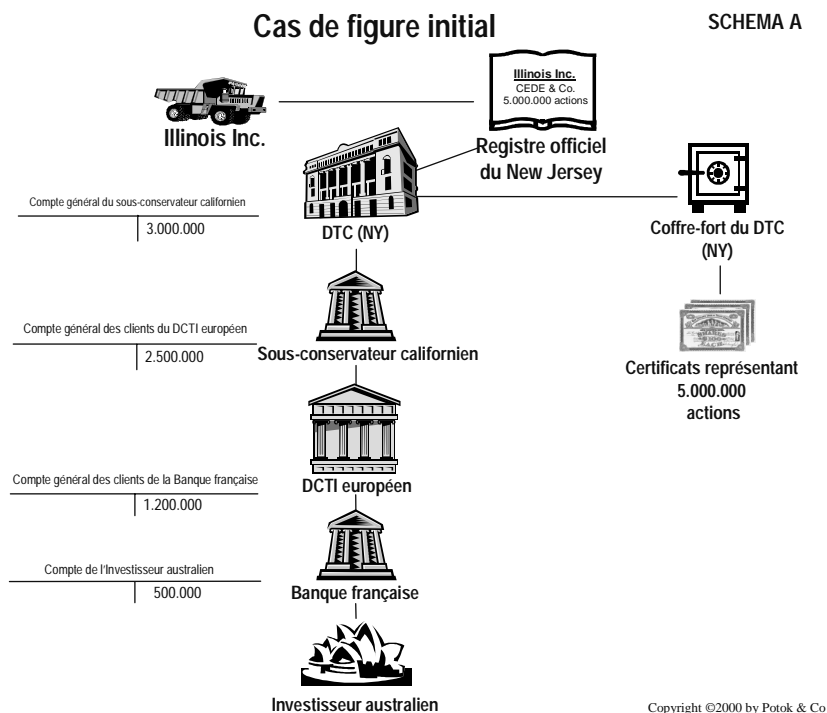 Cas de figure initial
SCHEMA A
Illinois Inc.
CEDE & Co.
5.000.000 actions
Illinois Inc.
Registre officiel
du New Jersey
Compte général du sous-conservateur californien
3.000.000
DTC (NY)
Coffre-fort du DTC
(NY)
Compte général des clients du DCTI européen
2.500.000
Sous-conservateur californien
Certificats représentant
5.000.000
actions
Compte général des clients de la Banque française
1.200.000
DCTI européen
Compte de l'Investisseur australien
500.000
Banque française
Investisseur australien
Copyright ©2000 by Potok & Co